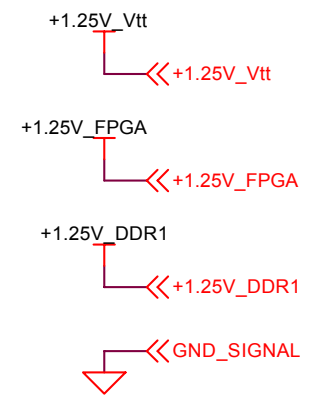 +1.25V_Vtt
+1.25V_Vtt
+1.25V_FPGA
+1.25V_FPGA
+1.25V_DDR1
+1.25V_DDR1
GND_SIGNAL